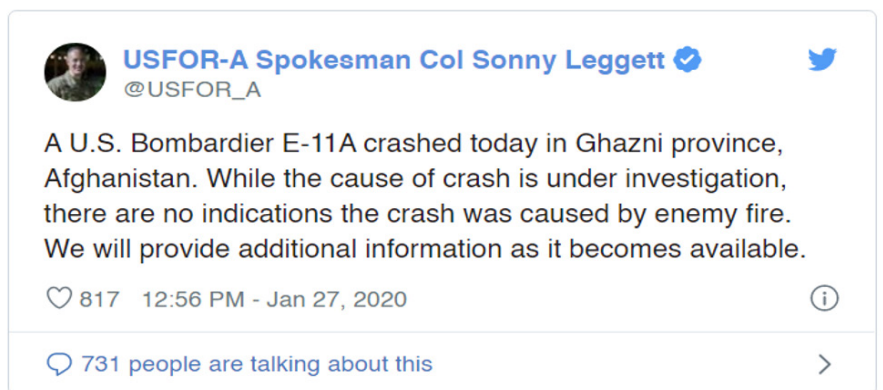 USFOR-A Spokesman Col Sonny Leggett
@USFOR_A
A U.S. Bombardier E-11A crashed today in Ghazni province,
Afghanistan. While the cause of crash is under investigation,
there are no indications the crash was caused by enemy fire.
We will provide additional information as it becomes available.
817 12:56 PM - Jan 27, 2020
731 people are talking about this